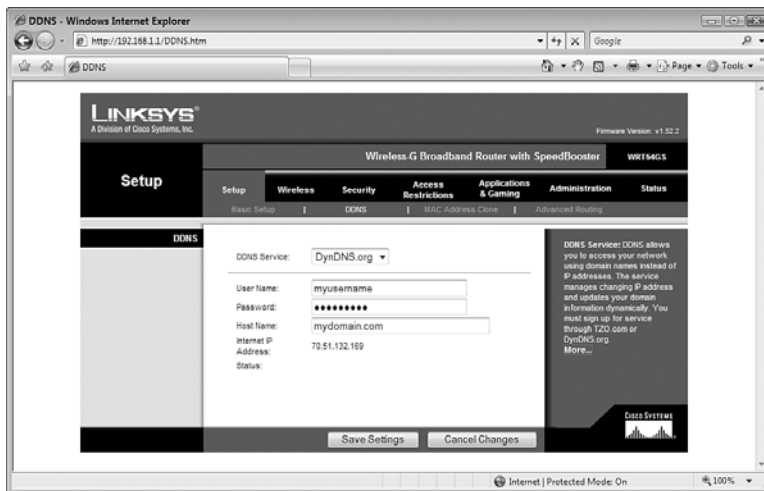 DDNS - Windows Internet Explorer
http://192.168.1.1/DDNS.htm
Google
DDNS
Page
Tools
LINKSYS®
A Division of Cisco Systems, Inc.
Firmware Version: v1.52.2
Wireless-G Broadband Router with SpeedBooster
WRT54GS
Setup
Setup
Wireless
Security
Access Restrictions
Applications & Gaming
Administration
Status
Basic Setup | DDNS | MAC Address Clone | Advanced Routing
DDNS
DDNS Service: DynDNS.org
User Name: myusername
Password: •••••••••
Host Name: mydomain.com
Internet IP
Address: 70.51.132.169
Status:
DDNS Service: DDNS allows
you to access your network
using domain names instead of
IP addresses. The service
manages changing IP address
and updates your domain
information dynamically. You
must sign up for service
through TZO.com or
DynDNS.org.
More...
CISCO SYSTEMS
Save Settings
Cancel Changes
Internet | Protected Mode: On
100%